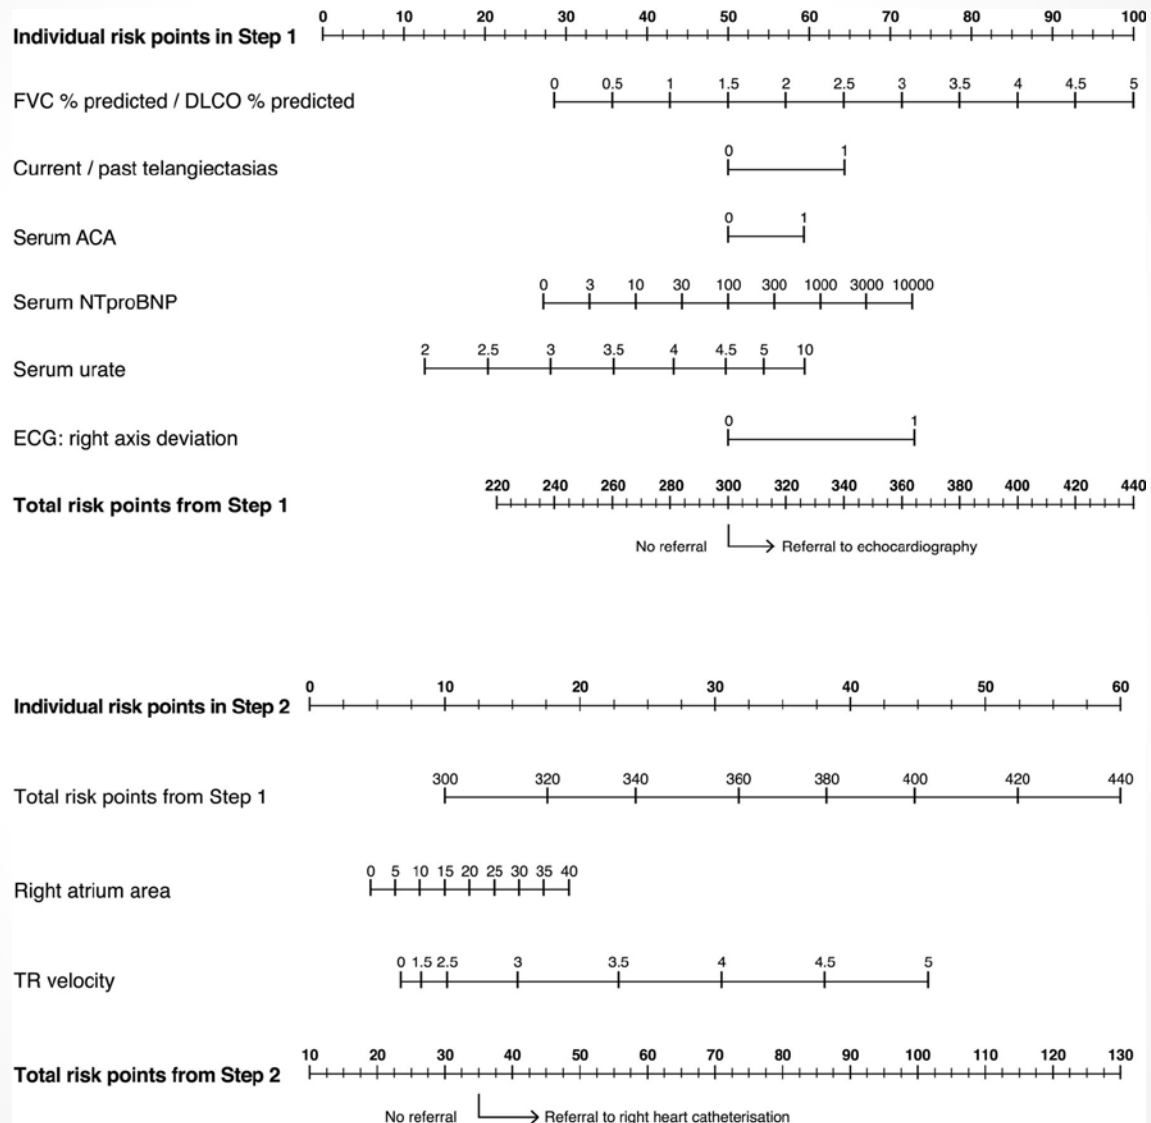 0 10 20 30 40 50 60 70 80 90 100
Individual risk points in Step 1
0 0.5 1 1.5 2 2.5 3 3.5 4 4.5 5
FVC % predicted / DLCO % predicted
0 1
Current / past telangiectasias
0 1
Serum ACA
0 3 10 30 100 300 1000 3000 10000
Serum NTproBNP
2 2.5 3 3.5 4 4.5 5 10
Serum urate
0 1
ECG: right axis deviation
220 240 260 280 300 320 340 360 380 400 420 440
Total risk points from Step 1
No referral Referral to echocardiography
0 10 20 30 40 50 60
Individual risk points in Step 2
300 320 340 360 380 400 420 440
Total risk points from Step 1
0 5 10 15 20 25 30 35 40
Right atrium area
0 1.5 2.5 3 3.5 4 4.5 5
TR velocity
10 20 30 40 50 60 70 80 90 100 110 120 130
Total risk points from Step 2
No referral Referral to right heart catheterisation